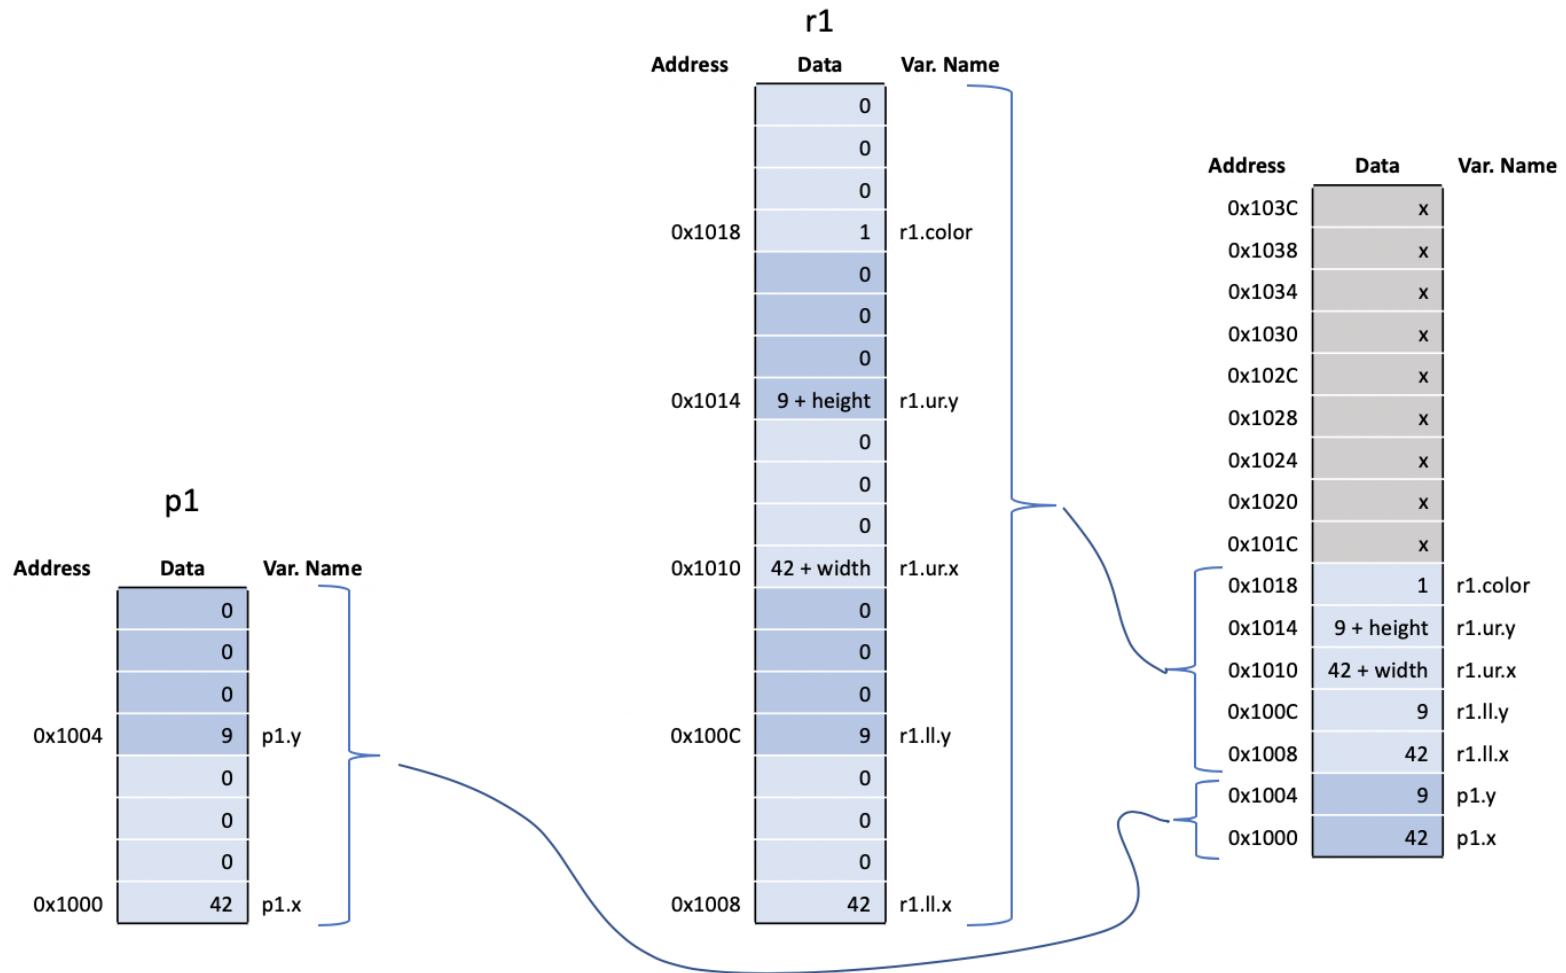 p1
Address Data Var. Name
0
0
0
0x1004 9 p1.y
0
0
0
0x1000 42 p1.x
r1
Address Data Var. Name
0
0
0
0x1018 1 r1.color
0
0
0
0x1014 9 + height r1.ur.y
0
0
0
0x1010 42 + width r1.ur.x
0
0
0
0x100C 9 r1.ll.y
0
0
0
0x1008 42 r1.ll.x
Address Data Var. Name
0x103C x
0x1038 x
0x1034 x
0x1030 x
0x102C x
0x1028 x
0x1024 x
0x1020 x
0x101C x
0x1018 1 r1.color
0x1014 9 + height r1.ur.y
0x1010 42 + width r1.ur.x
0x100C 9 r1.ll.y
0x1008 42 r1.ll.x
0x1004 9 p1.y
0x1000 42 p1.x